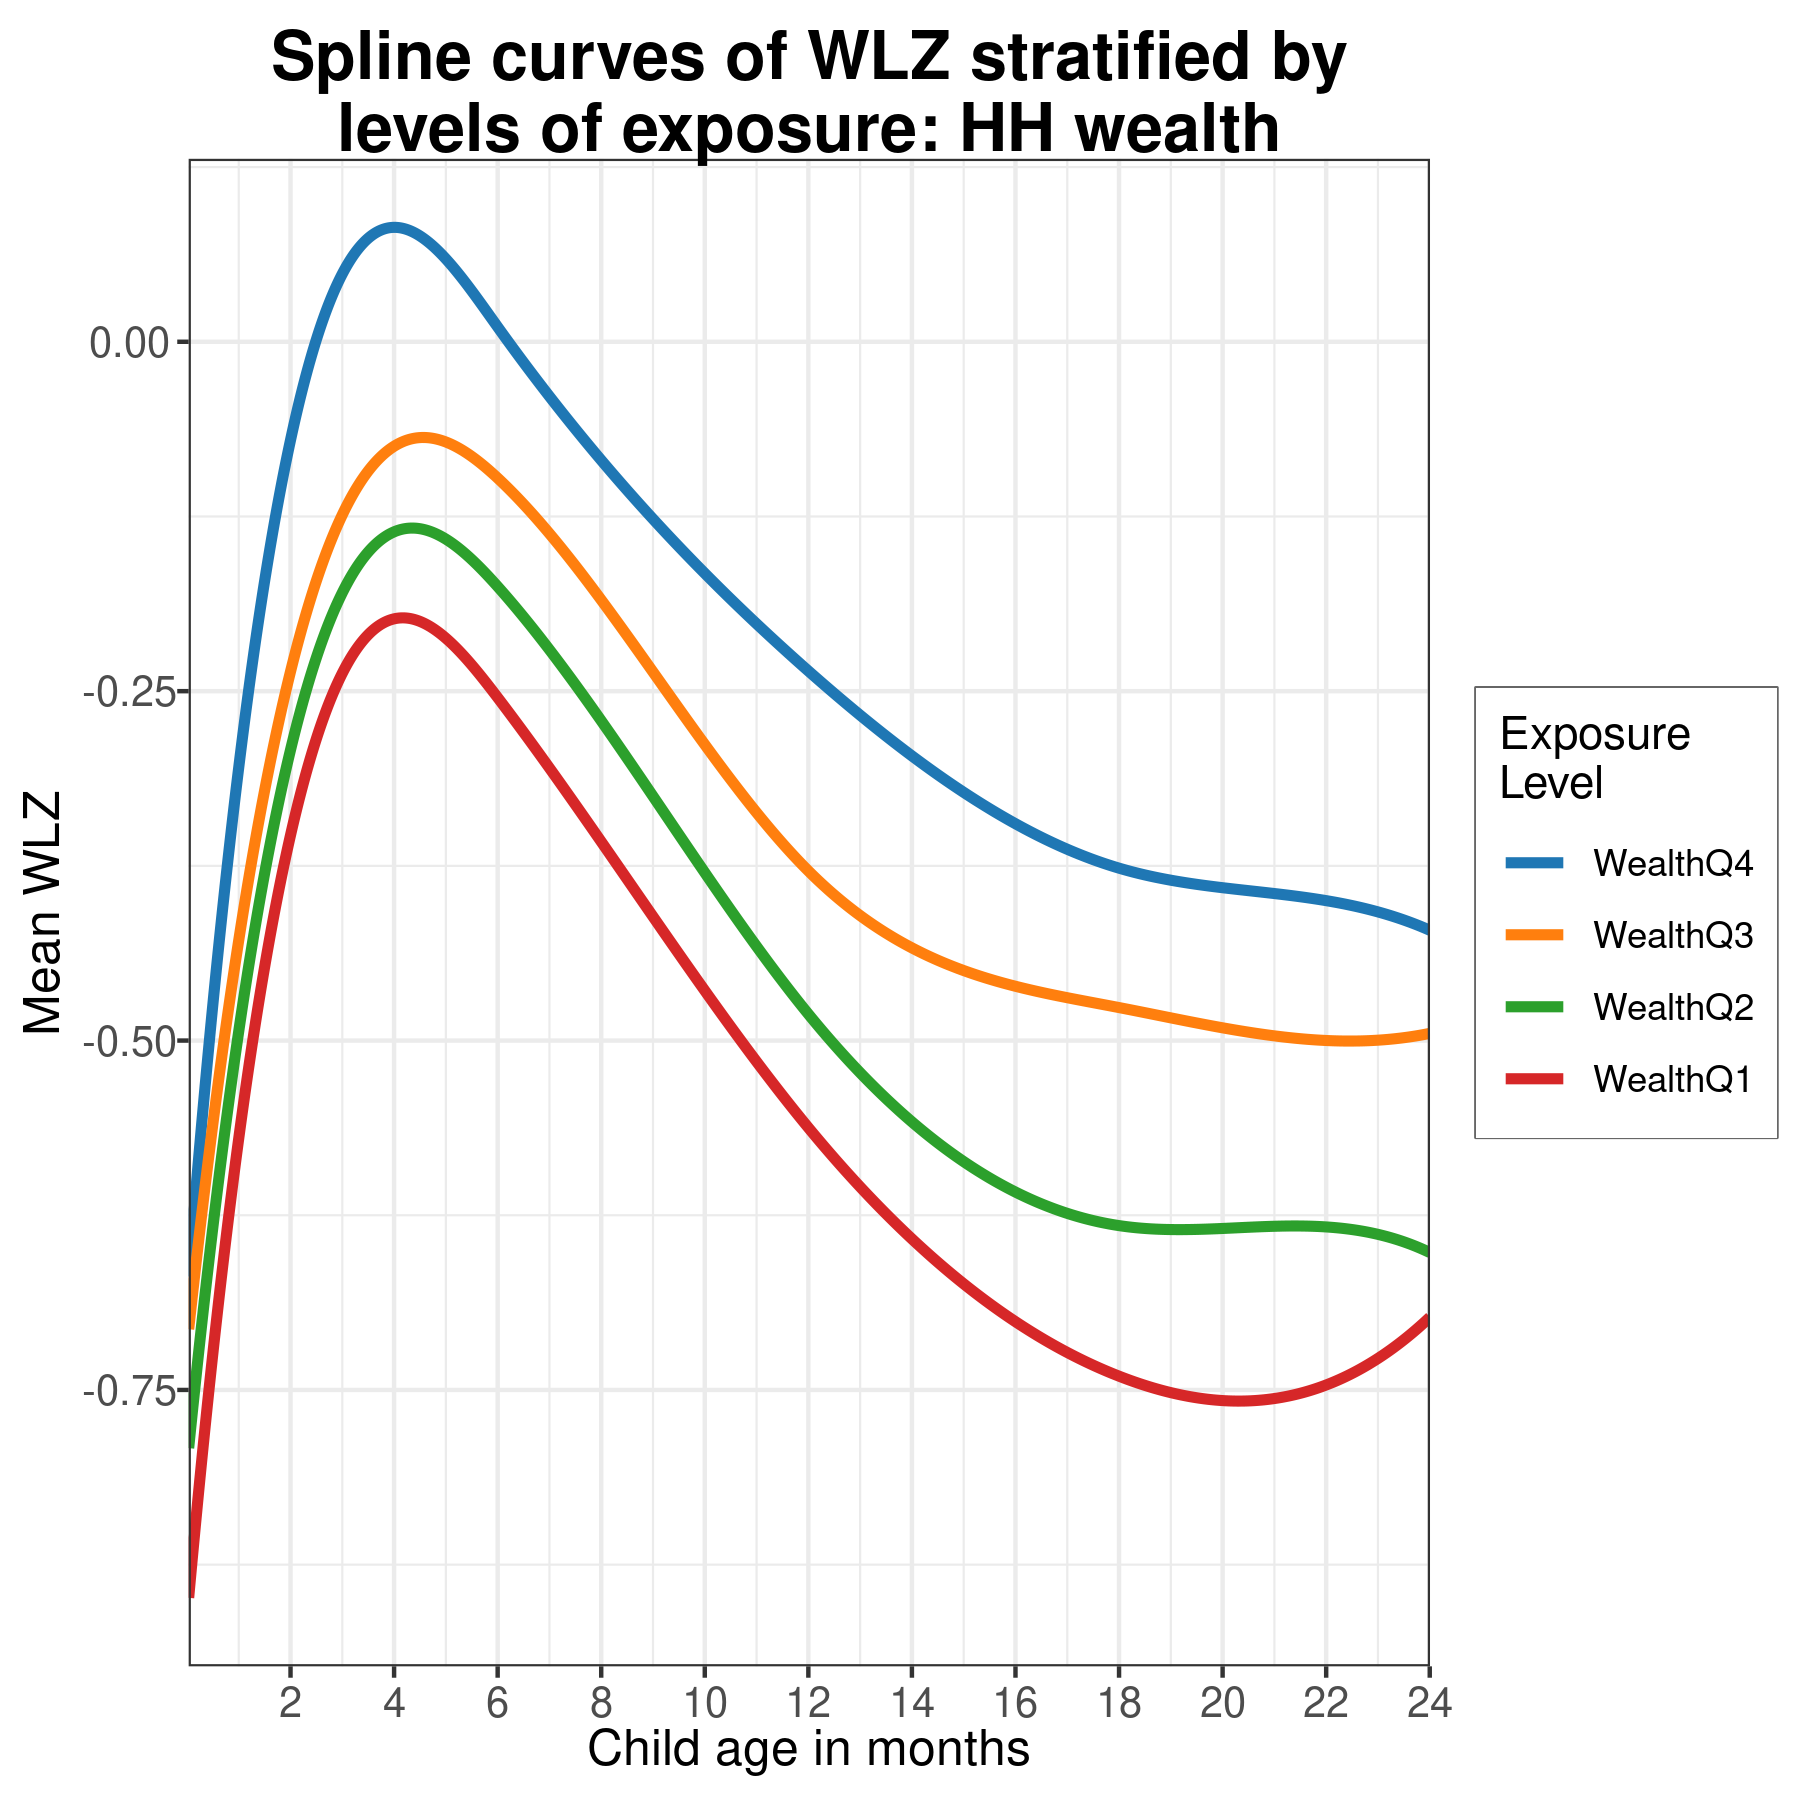 Spline curves of WLZ stratified by
levels of exposure: HH wealth
Mean WLZ
0.00
-0.25
-0.50
-0.75
2 4 6 8 10 12 14 16 18 20 22 24
Child age in months
Exposure
Level
WealthQ4
WealthQ3
WealthQ2
WealthQ1